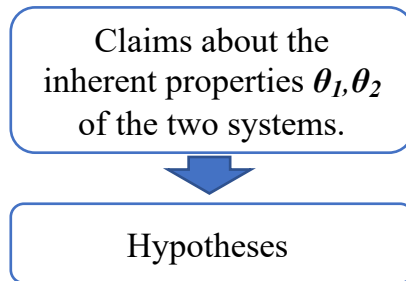 Claims about the
inherent properties θ1,θ2
of the two systems.
Hypotheses